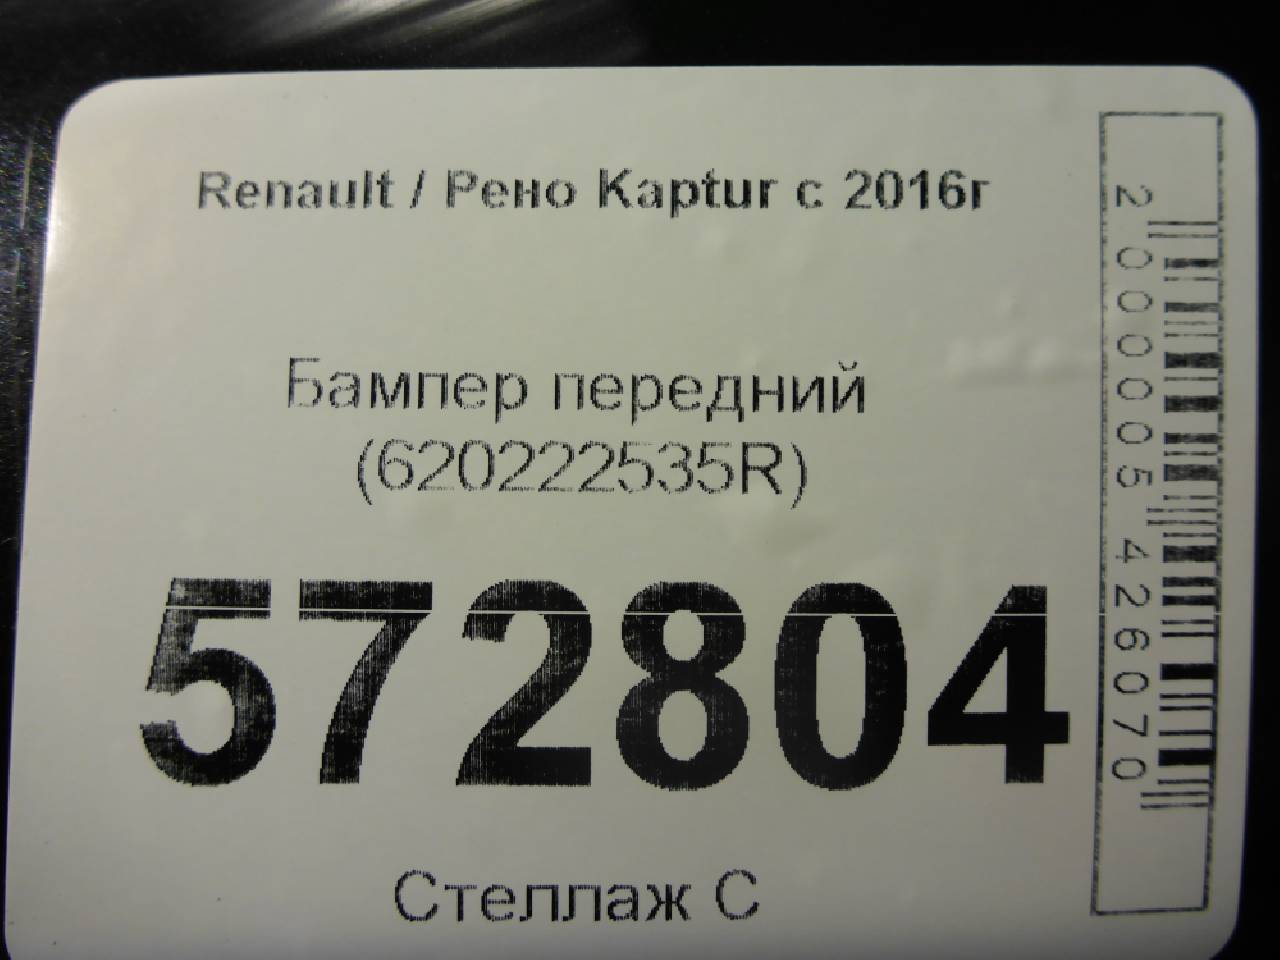 Renault / Рено Kaptur с 2016г
Бампер передний
(620222535R)
572804
Стеллаж С
2000005426070